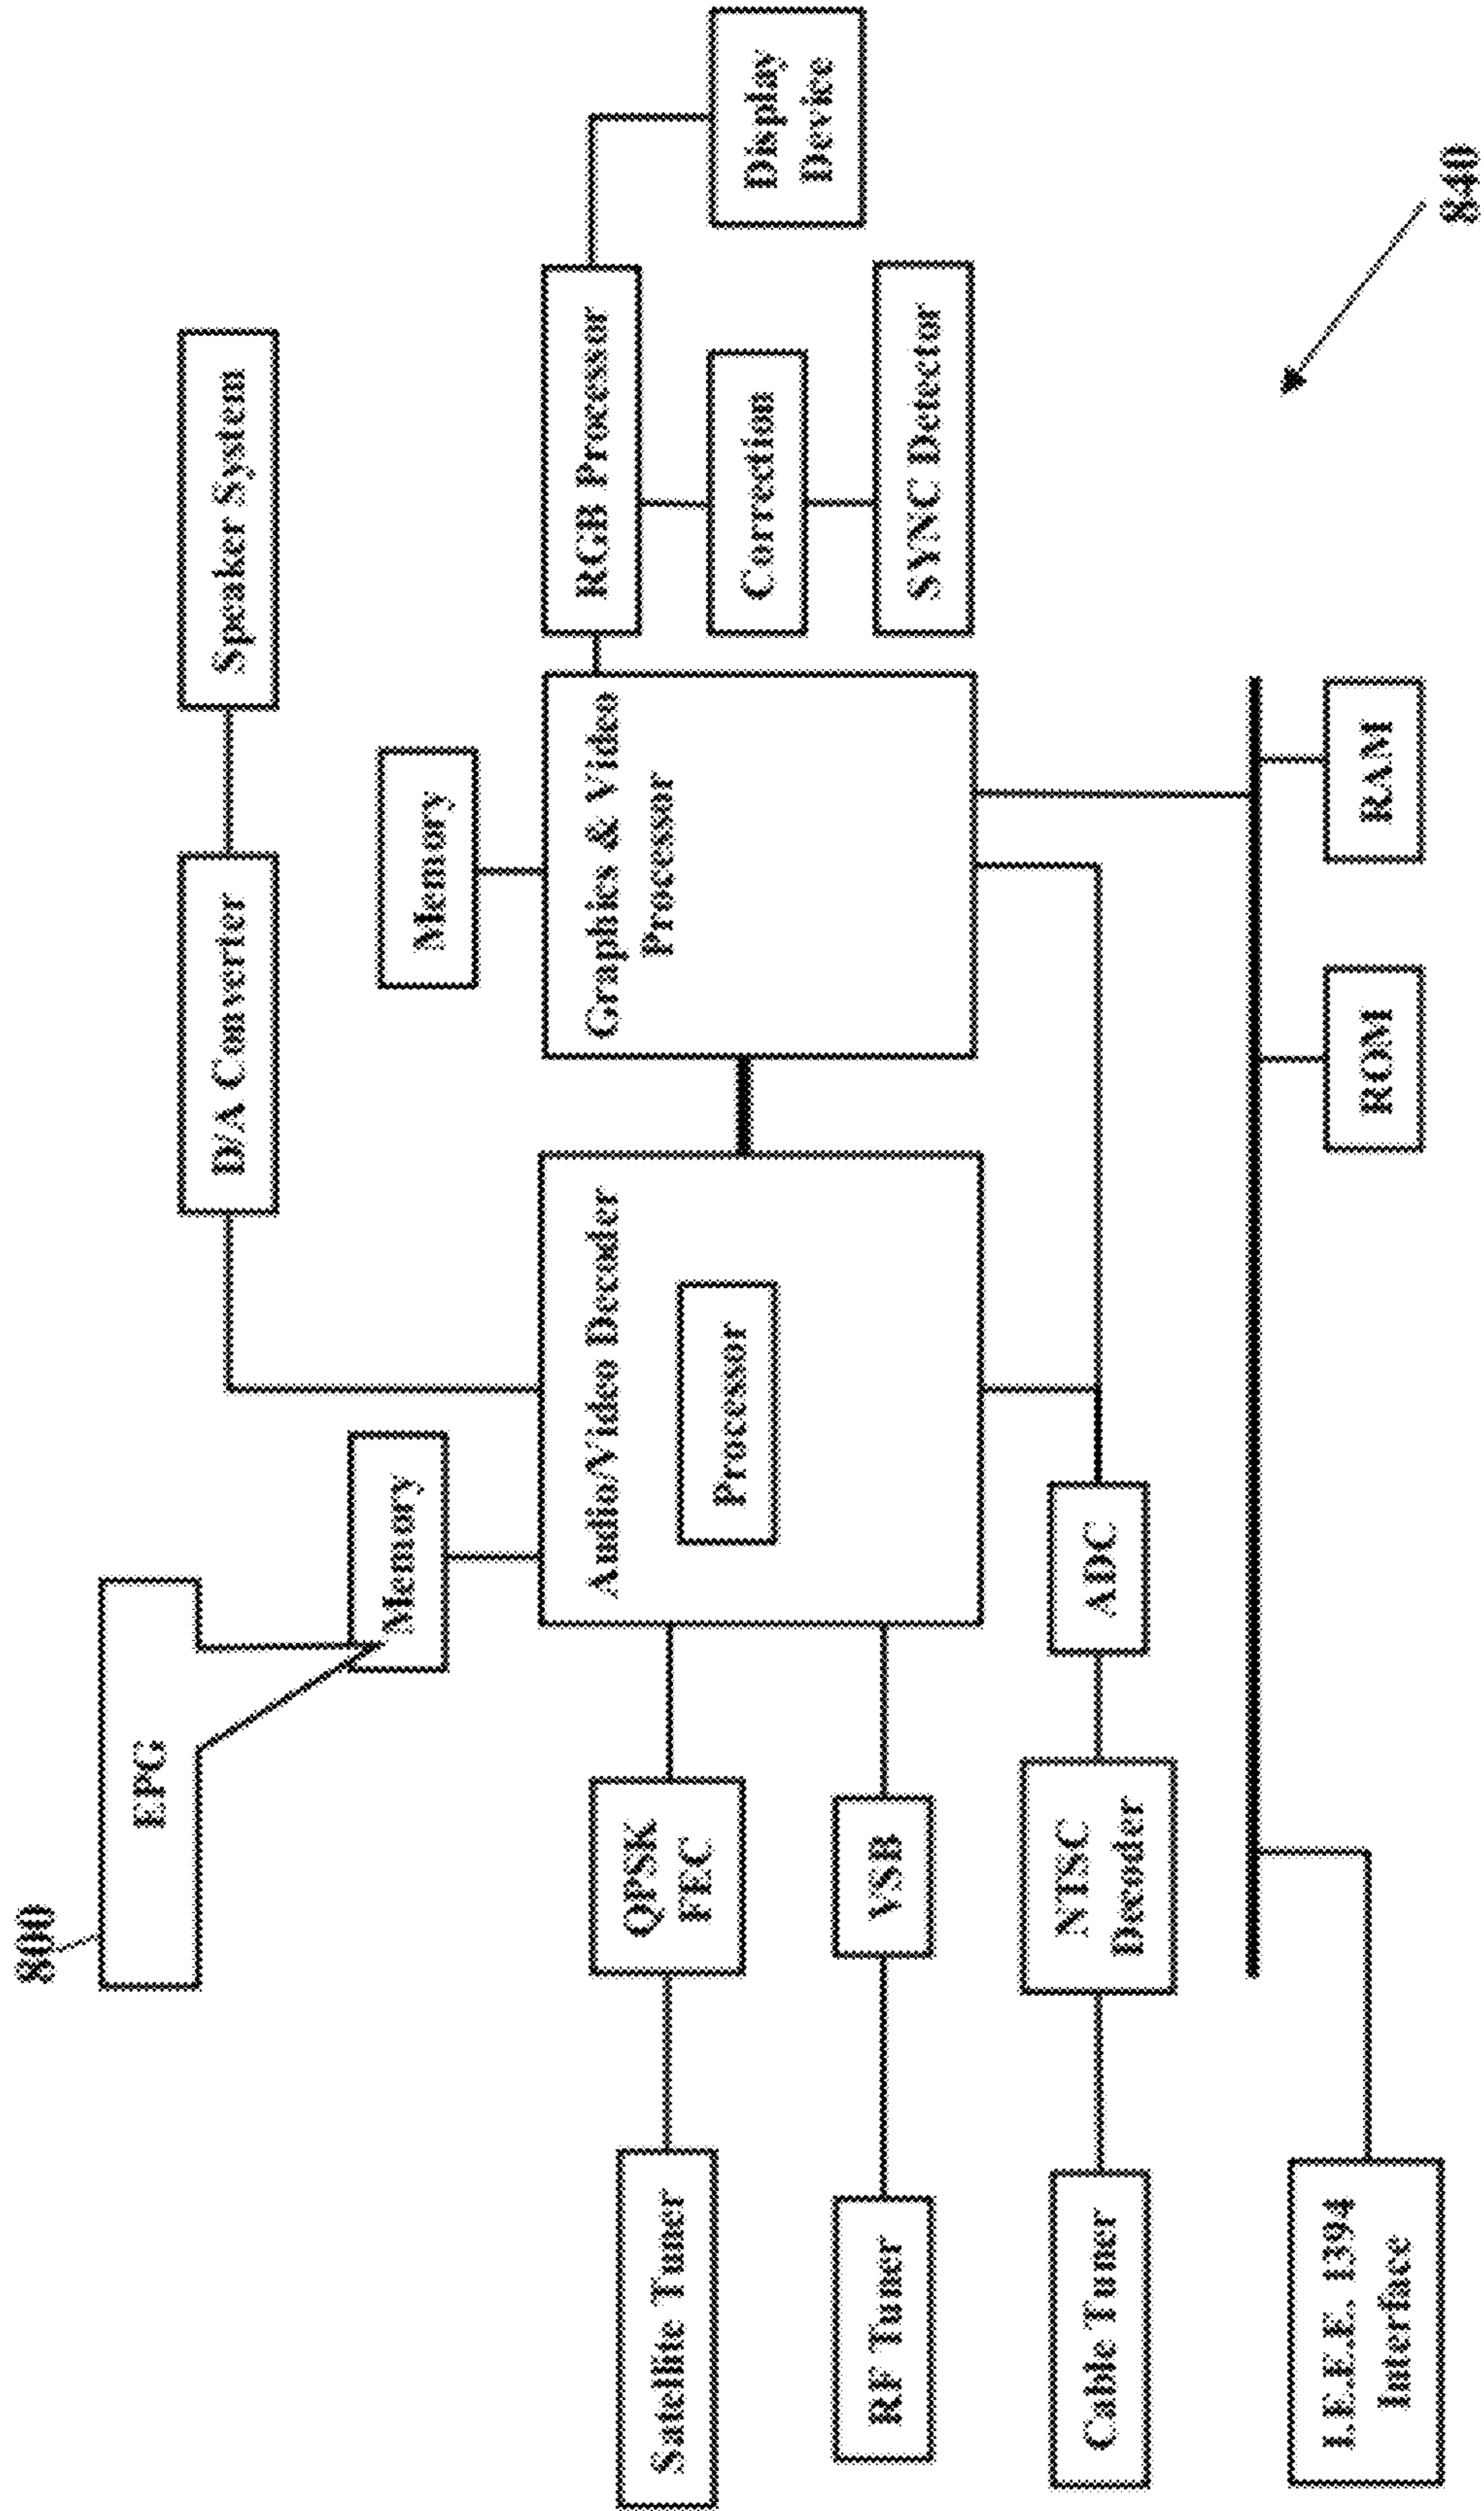 800
EPG
Memory
D/A Converter
Speaker System
Memory
Satellite Tuner
QPSK
FEC
Audio/Video Decoder
Processor
Graphics & Video
Processor
RGB Processor
Display
Device
Correction
SYNC Detector
RF Tuner
VSB
Cable Tuner
NTSC
Decoder
ADC
I.E.E.E. 1394
Interface
ROM
RAM
840